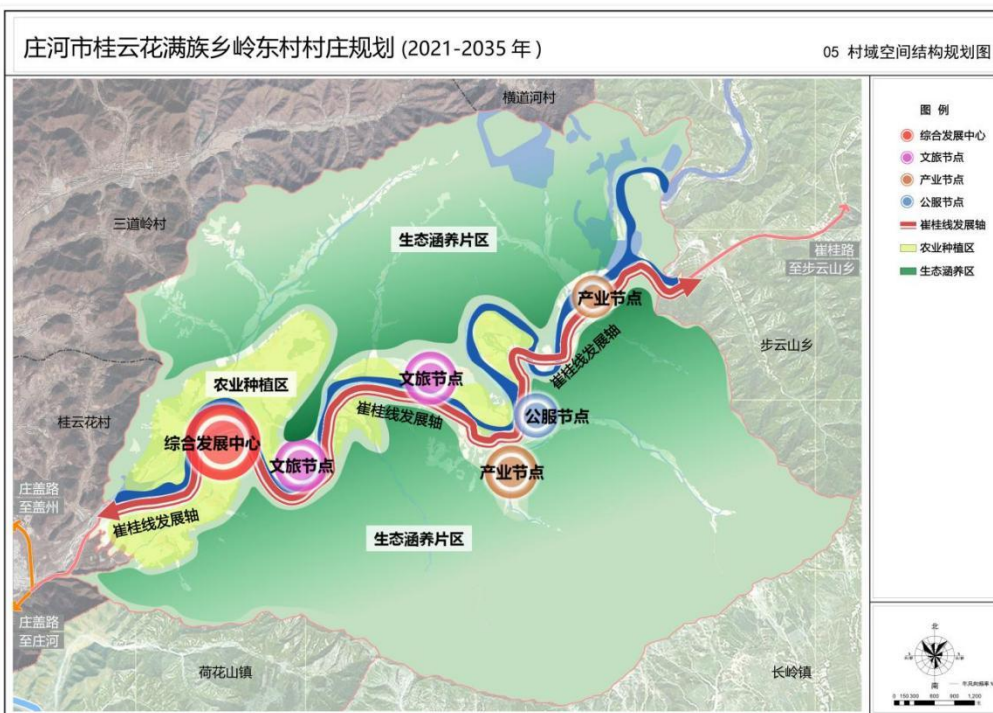 庄河市桂云花满族乡岭东村村庄规划 (2021-2035 年)
05 村域空间结构规划图
横道河村
三道岭村
生态涵养片区
崔桂路
至步云山乡
产业节点
崔桂线发展轴
步云山乡
文旅节点
农业种植区
崔桂线发展轴
公服节点
桂云花村
综合发展中心
文旅节点
产业节点
庄盖路
至盖州
崔桂线发展轴
生态涵养片区
庄盖路
至庄河
荷花山镇
长岭镇
图 例
综合发展中心
文旅节点
产业节点
公服节点
崔桂线发展轴
农业种植区
生态涵养区
北
南
0 150 300 600 900 1,200